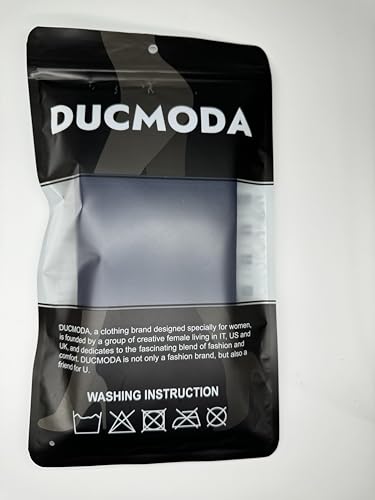 DUCMODA
DUCMODA, a clothing brand designed specially for women,
is founded by a group of creative female living in IT, US and
UK, and dedicates to the fascinating blend of fashion and
comfort. DUCMODA is not only a fashion brand, but also a
friend for U.
WASHING INSTRUCTION